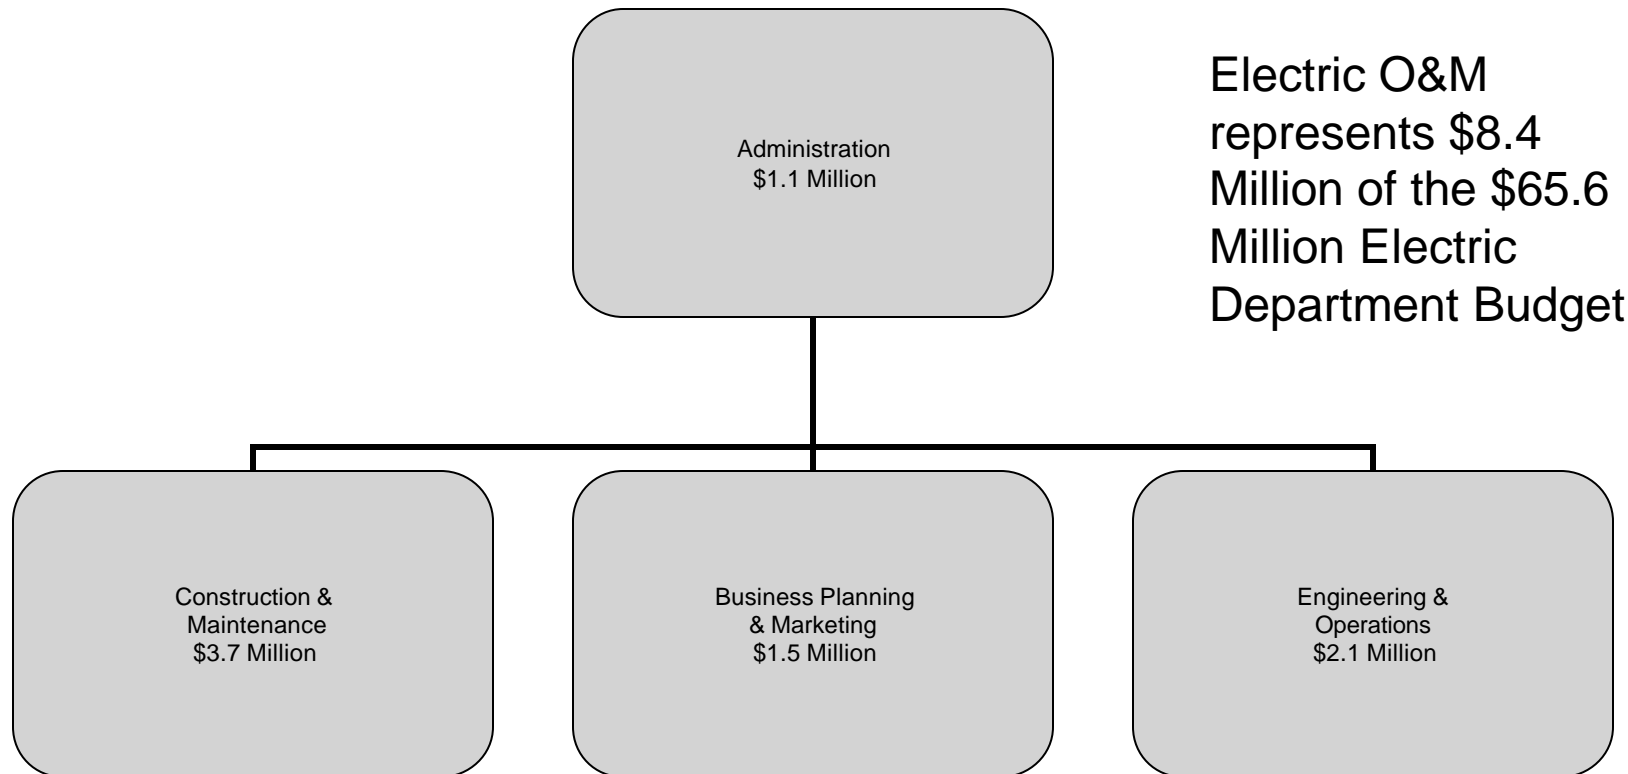 Administration
$1.1 Million
Electric O&M
represents $8.4
Million of the $65.6
Million Electric
Department Budget
Construction &
Maintenance
$3.7 Million
Business Planning
& Marketing
$1.5 Million
Engineering &
Operations
$2.1 Million